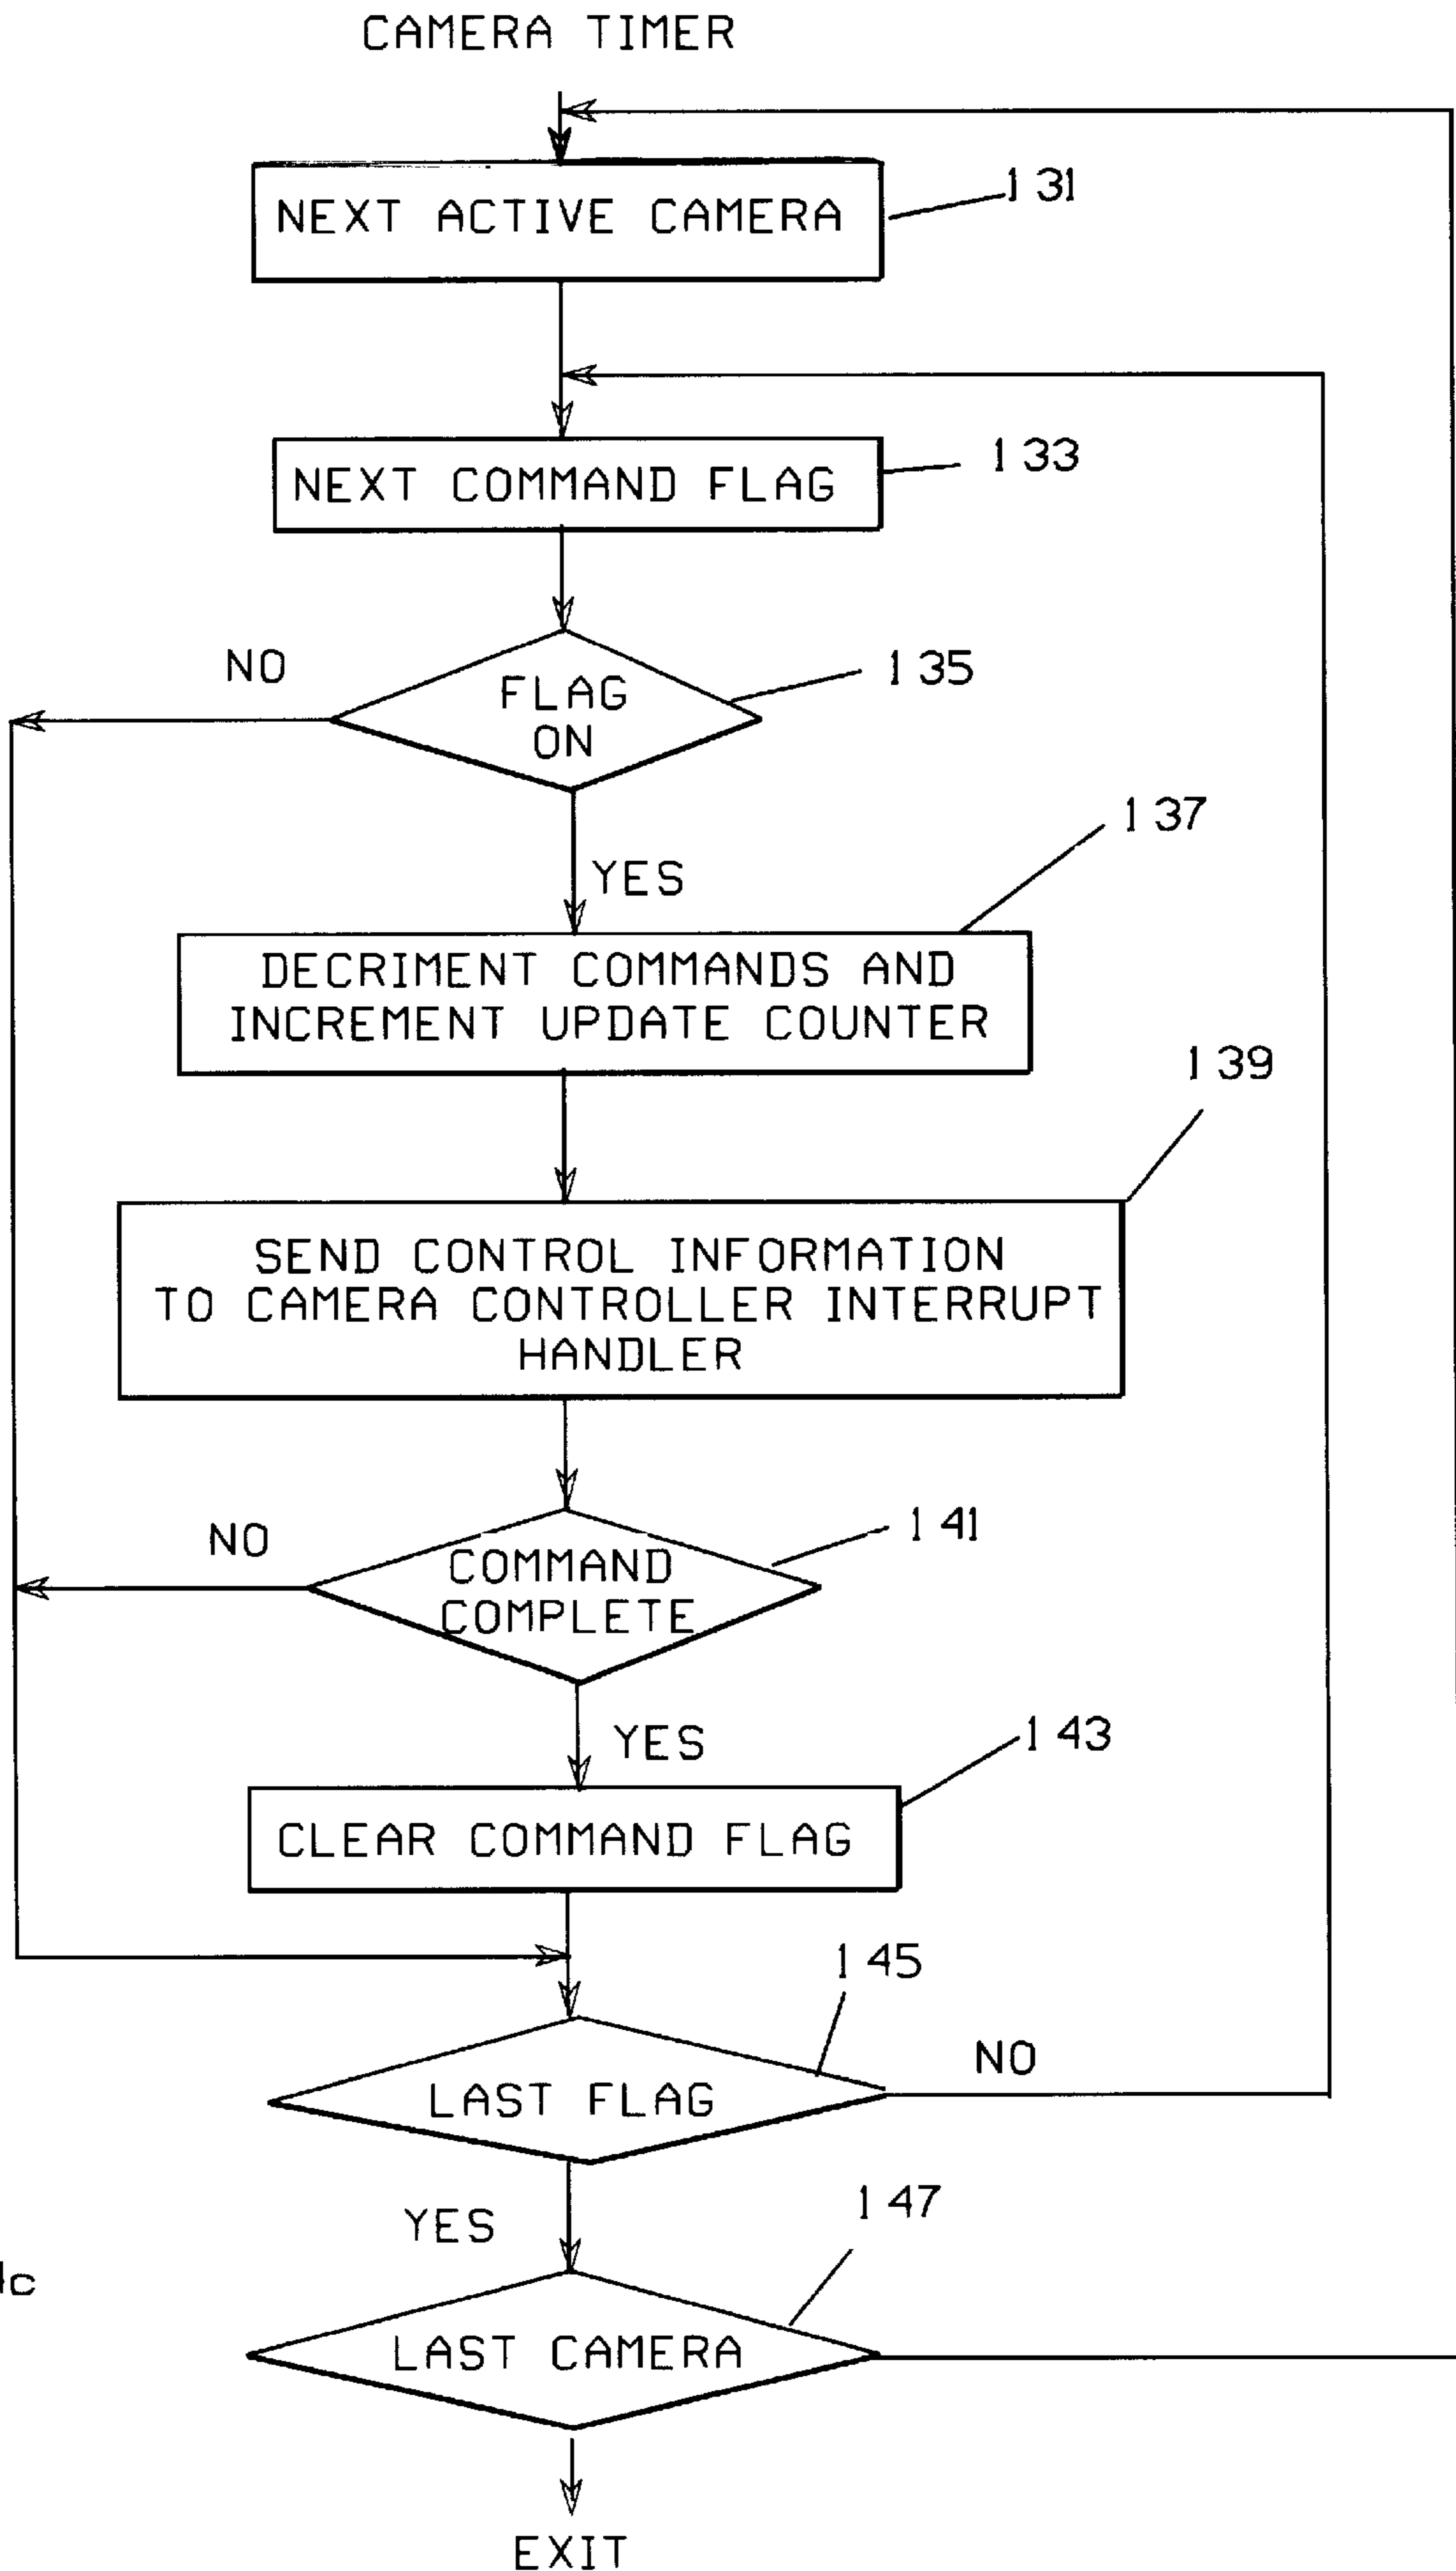 CAMERA TIMER
NEXT ACTIVE CAMERA
131
NEXT COMMAND FLAG
133
NO
FLAG
ON
135
YES
137
DECRIMENT COMMANDS AND
INCREMENT UPDATE COUNTER
139
SEND CONTROL INFORMATION
TO CAMERA CONTROLLER INTERRUPT
HANDLER
NO
COMMAND
COMPLETE
141
YES
143
CLEAR COMMAND FLAG
145
NO
LAST FLAG
YES
147
LAST CAMERA
EXIT